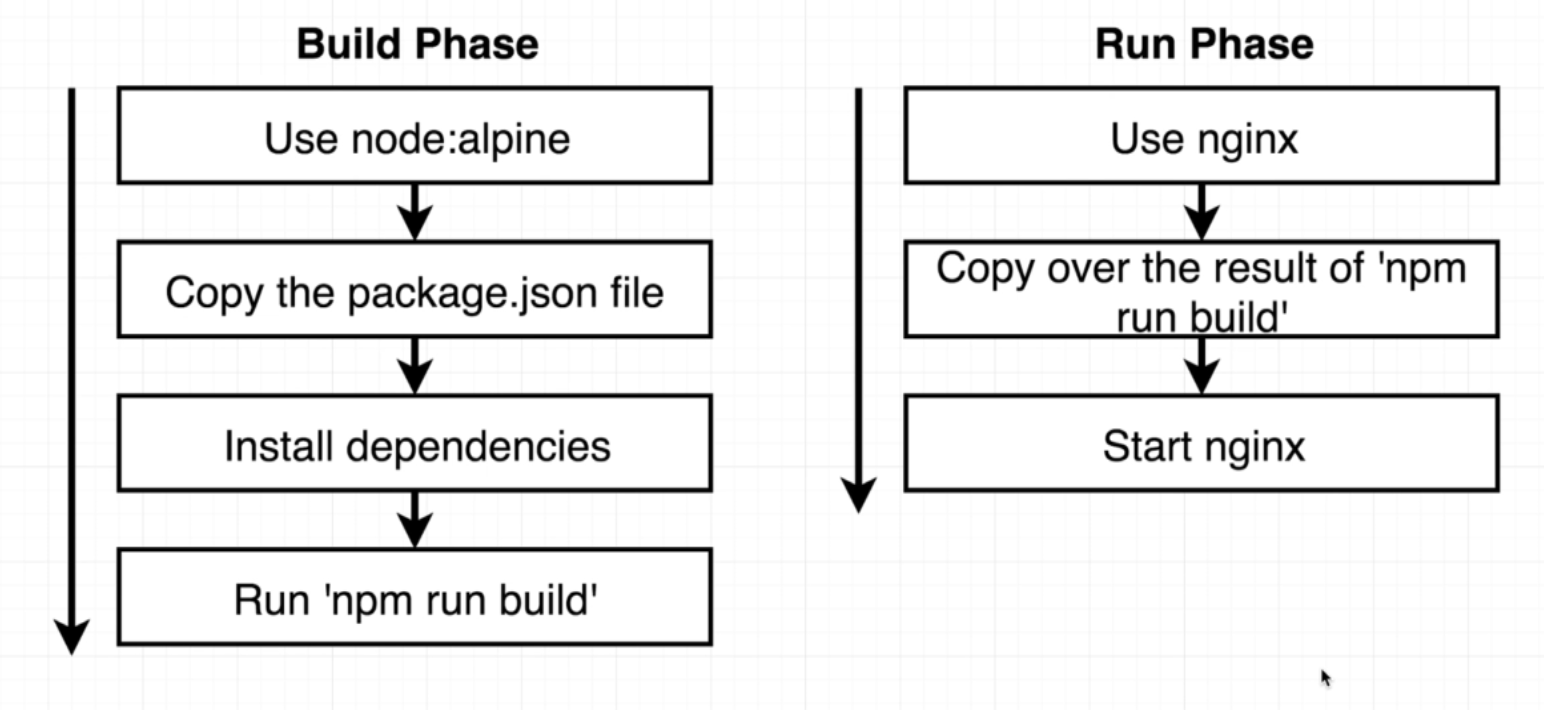 Build Phase
Use node:alpine
Copy the package.json file
Install dependencies
Run 'npm run build'
Run Phase
Use nginx
Copy over the result of 'npm
run build'
Start nginx